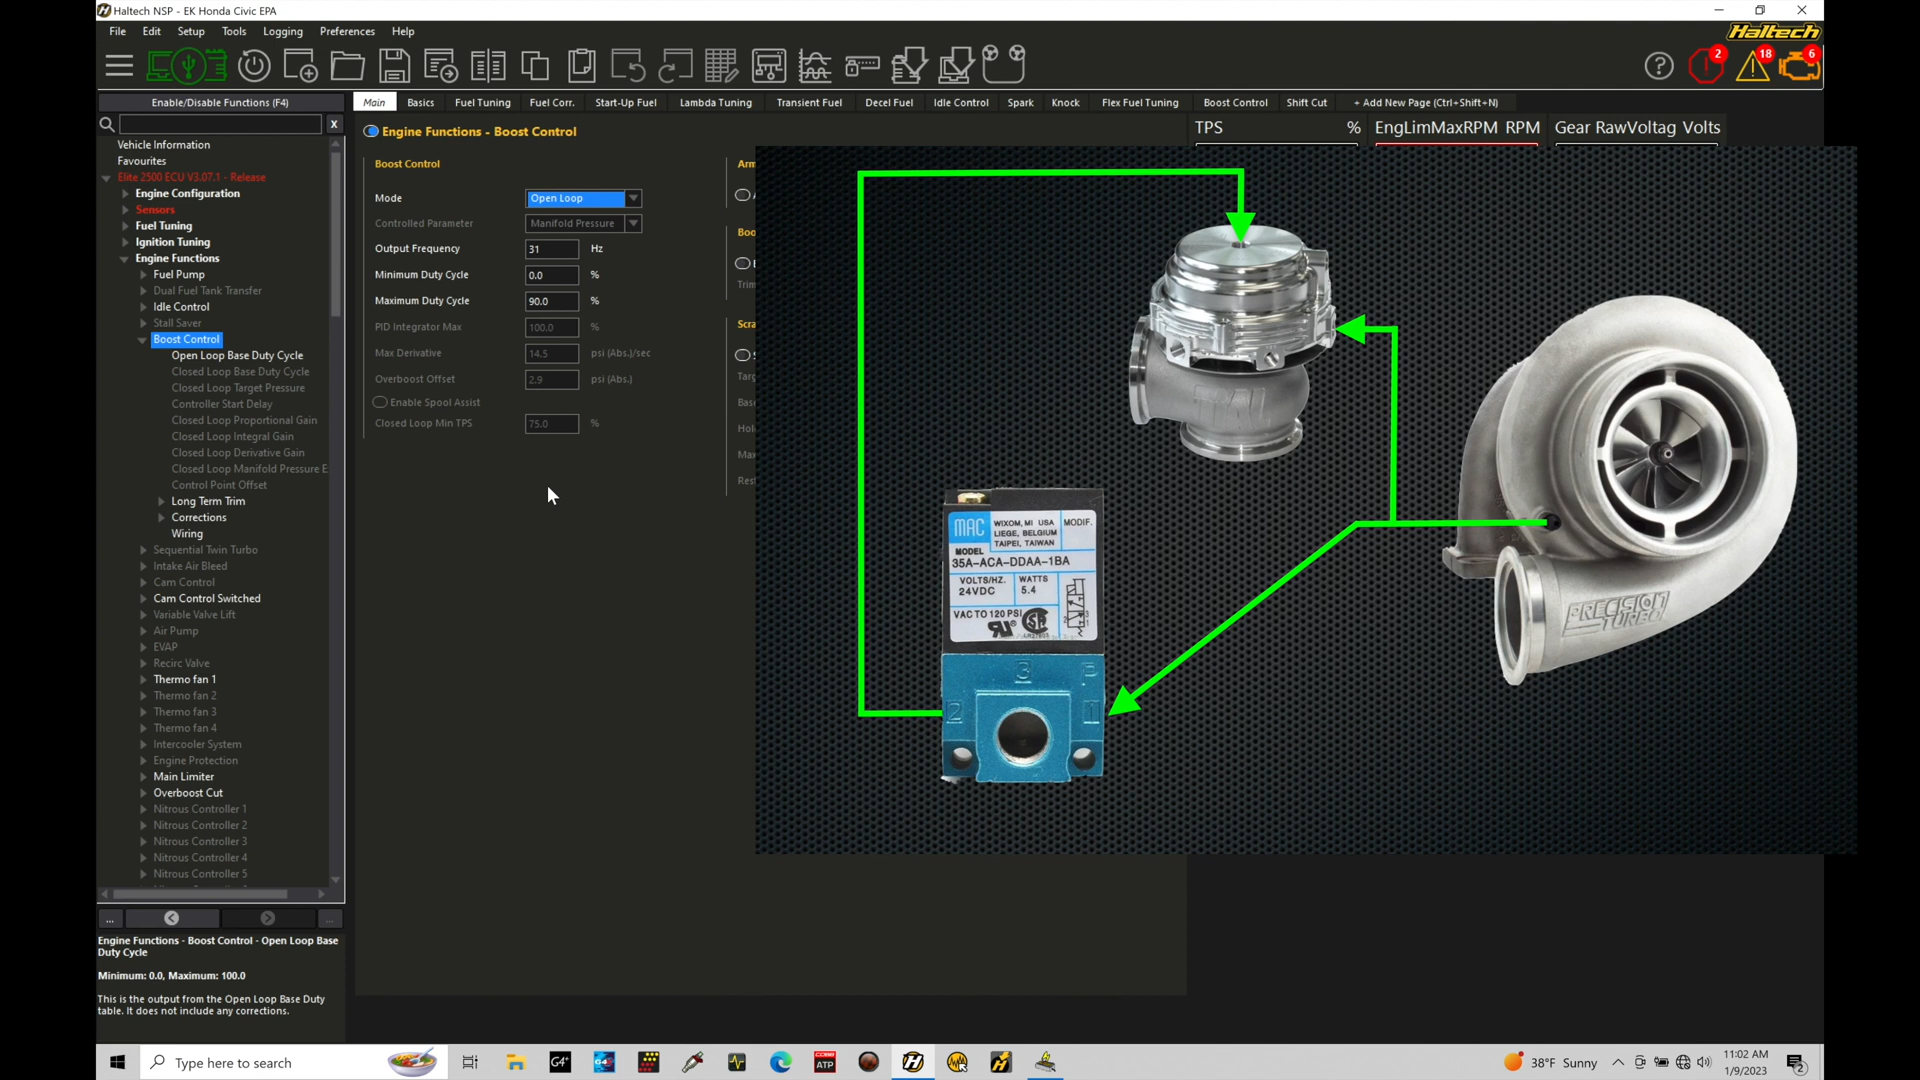 Haltech NSP - EK Honda Civic EPA
File Edit Setup Tools Logging Preferences Help
Haltech
2 18 6
Enable/Disable Functions (F4)
Main Basics Fuel Tuning Fuel Corr. Start-Up Fuel Lambda Tuning Transient Fuel Decel Fuel Idle Control Spark Knock Flex Fuel Tuning Boost Control Shift Cut + Add New Page (Ctrl+Shift+N)
x
Vehicle Information
Favourites
Elite 2500 ECU V3.07.1 - Release
Engine Configuration
Sensors
Fuel Tuning
Ignition Tuning
Engine Functions
Fuel Pump
Dual Fuel Tank Transfer
Idle Control
Stall Saver
Boost Control
Open Loop Base Duty Cycle
Closed Loop Base Duty Cycle
Closed Loop Target Pressure
Controller Start Delay
Closed Loop Proportional Gain
Closed Loop Integral Gain
Closed Loop Derivative Gain
Closed Loop Manifold Pressure E
Control Point Offset
Long Term Trim
Corrections
Wiring
Sequential Twin Turbo
Intake Air Bleed
Cam Control
Cam Control Switched
Variable Valve Lift
Air Pump
EVAP
Recirc Valve
Thermo fan 1
Thermo fan 2
Thermo fan 3
Thermo fan 4
Intercooler System
Engine Protection
Main Limiter
Overboost Cut
Nitrous Controller 1
Nitrous Controller 2
Nitrous Controller 3
Nitrous Controller 4
Nitrous Controller 5
... ...
Engine Functions - Boost Control - Open Loop Base
Duty Cycle
Minimum: 0.0, Maximum: 100.0
This is the output from the Open Loop Base Duty
table. It does not include any corrections.
Engine Functions - Boost Control
Boost Control
Mode Open Loop
Controlled Parameter Manifold Pressure
Output Frequency 31 Hz
Minimum Duty Cycle 0.0 %
Maximum Duty Cycle 90.0 %
PID Integrator Max 100.0 %
Max Derivative 14.5 psi (Abs.)/sec
Overboost Offset 2.9 psi (Abs.)
Enable Spool Assist
Closed Loop Min TPS 75.0 %
Arm
Boo
Trim
Scra
Targ
Base
Hol
Max
Rest
TPS % EngLimMaxRPM RPM Gear RawVoltag Volts
MAC
WIXOM, MI USA
LIEGE, BELGIUM
TAIPEI, TAIWAN
MODIF.
MODEL
35A-ACA-DDAA-1BA
VOLTS/HZ.
24VDC
WATTS
5.4
VAC TO 120 PSI
3
2 1
PRECISION
TURBO
Type here to search
G4+
COBB
ATP
38°F Sunny
11:02 AM
1/9/2023
2